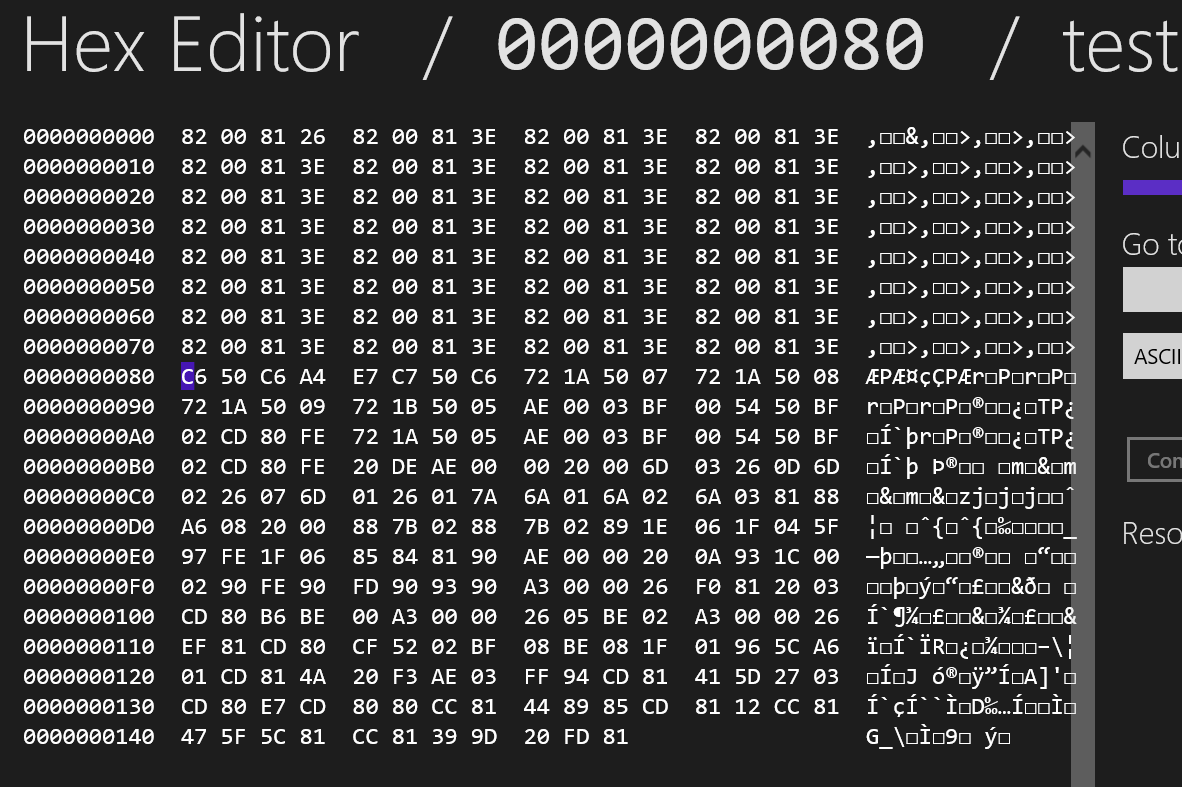 Hex Editor / 0000000080 / test
0000000000 82 00 81 26 82 00 81 3E 82 00 81 3E 82 00 81 3E ,□□&,□□>,□□>,□□>
0000000010 82 00 81 3E 82 00 81 3E 82 00 81 3E 82 00 81 3E ,□□>,□□>,□□>,□□>
0000000020 82 00 81 3E 82 00 81 3E 82 00 81 3E 82 00 81 3E ,□□>,□□>,□□>,□□>
0000000030 82 00 81 3E 82 00 81 3E 82 00 81 3E 82 00 81 3E ,□□>,□□>,□□>,□□>
0000000040 82 00 81 3E 82 00 81 3E 82 00 81 3E 82 00 81 3E ,□□>,□□>,□□>,□□>
0000000050 82 00 81 3E 82 00 81 3E 82 00 81 3E 82 00 81 3E ,□□>,□□>,□□>,□□>
0000000060 82 00 81 3E 82 00 81 3E 82 00 81 3E 82 00 81 3E ,□□>,□□>,□□>,□□>
0000000070 82 00 81 3E 82 00 81 3E 82 00 81 3E 82 00 81 3E ,□□>,□□>,□□>,□□>
0000000080 C6 50 C6 A4 E7 C7 50 C6 72 1A 50 07 72 1A 50 08 ÆPÆ¤çÇPÆr□P□r□P□
0000000090 72 1A 50 09 72 1B 50 05 AE 00 03 BF 00 54 50 BF r□P□r□P□®□□¿□TP¿
00000000A0 02 CD 80 FE 72 1A 50 05 AE 00 03 BF 00 54 50 BF □Í`þr□P□®□□¿□TP¿
00000000B0 02 CD 80 FE 20 DE AE 00 00 20 00 6D 03 26 0D 6D □Í`þ Þ®□□ □m□&□m
00000000C0 02 26 07 6D 01 26 01 7A 6A 01 6A 02 6A 03 81 88 □&□m□&□zj□j□j□□ˆ
00000000D0 A6 08 20 00 88 7B 02 88 7B 02 89 1E 06 1F 04 5F ¦□ □ˆ{□ˆ{□‰□□□□_
00000000E0 97 FE 1F 06 85 84 81 90 AE 00 00 20 0A 93 1C 00 —þ□□…„□□®□□ □“□□
00000000F0 02 90 FE 90 FD 90 93 90 A3 00 00 26 F0 81 20 03 □□þ□ý□“□£□□&ð□ □
0000000100 CD 80 B6 BE 00 A3 00 00 26 05 BE 02 A3 00 00 26 Í`¶¾□£□□&□¾□£□□&
0000000110 EF 81 CD 80 CF 52 02 BF 08 BE 08 1F 01 96 5C A6 ï□Í`ÏR□¿□¾□□□–\¦
0000000120 01 CD 81 4A 20 F3 AE 03 FF 94 CD 81 41 5D 27 03 □Í□J ó®□ÿ”Í□A]'□
0000000130 CD 80 E7 CD 80 80 CC 81 44 89 85 CD 81 12 CC 81 Í`çÍ``Ì□D‰…Í□□Ì□
0000000140 47 5F 5C 81 CC 81 39 9D 20 FD 81 G_\□Ì□9□ ý□
Colu
Go to
ASCII
Con
Reso